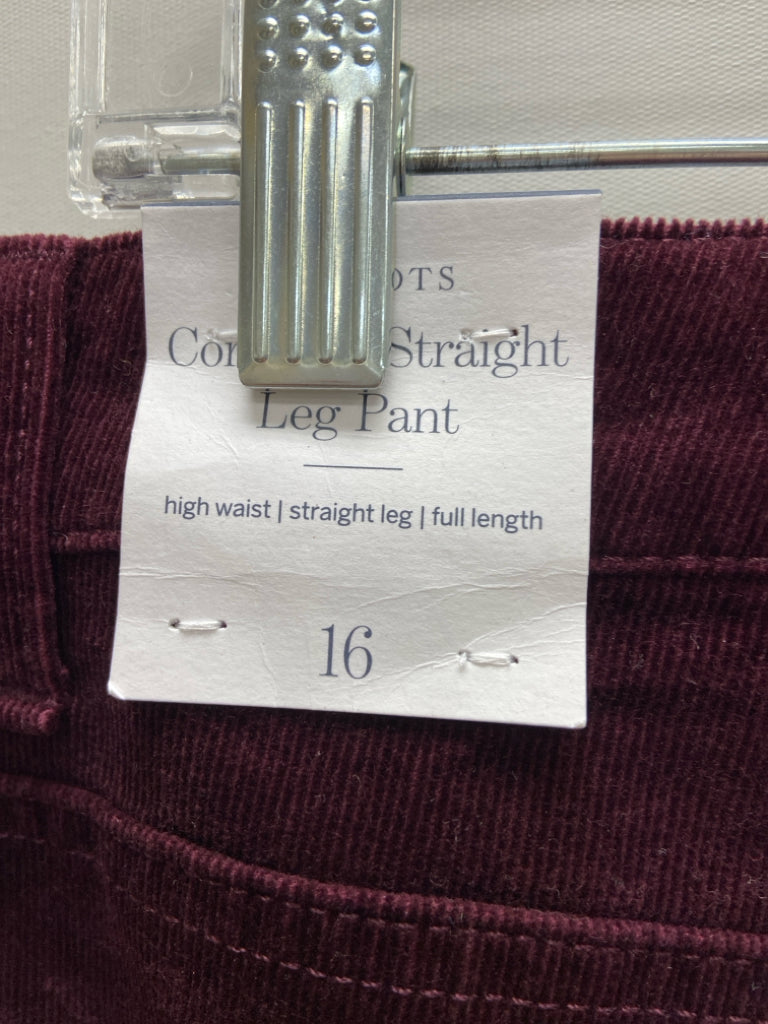 OTS
Cor Straight
Leg Pant
high waist | straight leg | full length
16